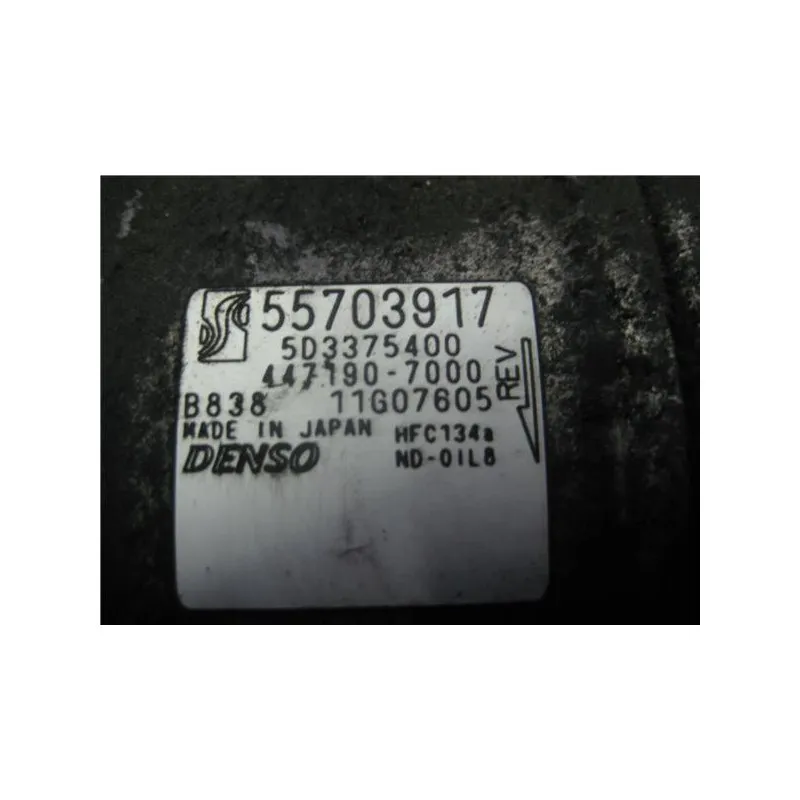 55703917
5D3375400
447190-7000
REV
B838 11G07605
MADE IN JAPAN HFC134a
DENSO ND-OIL8